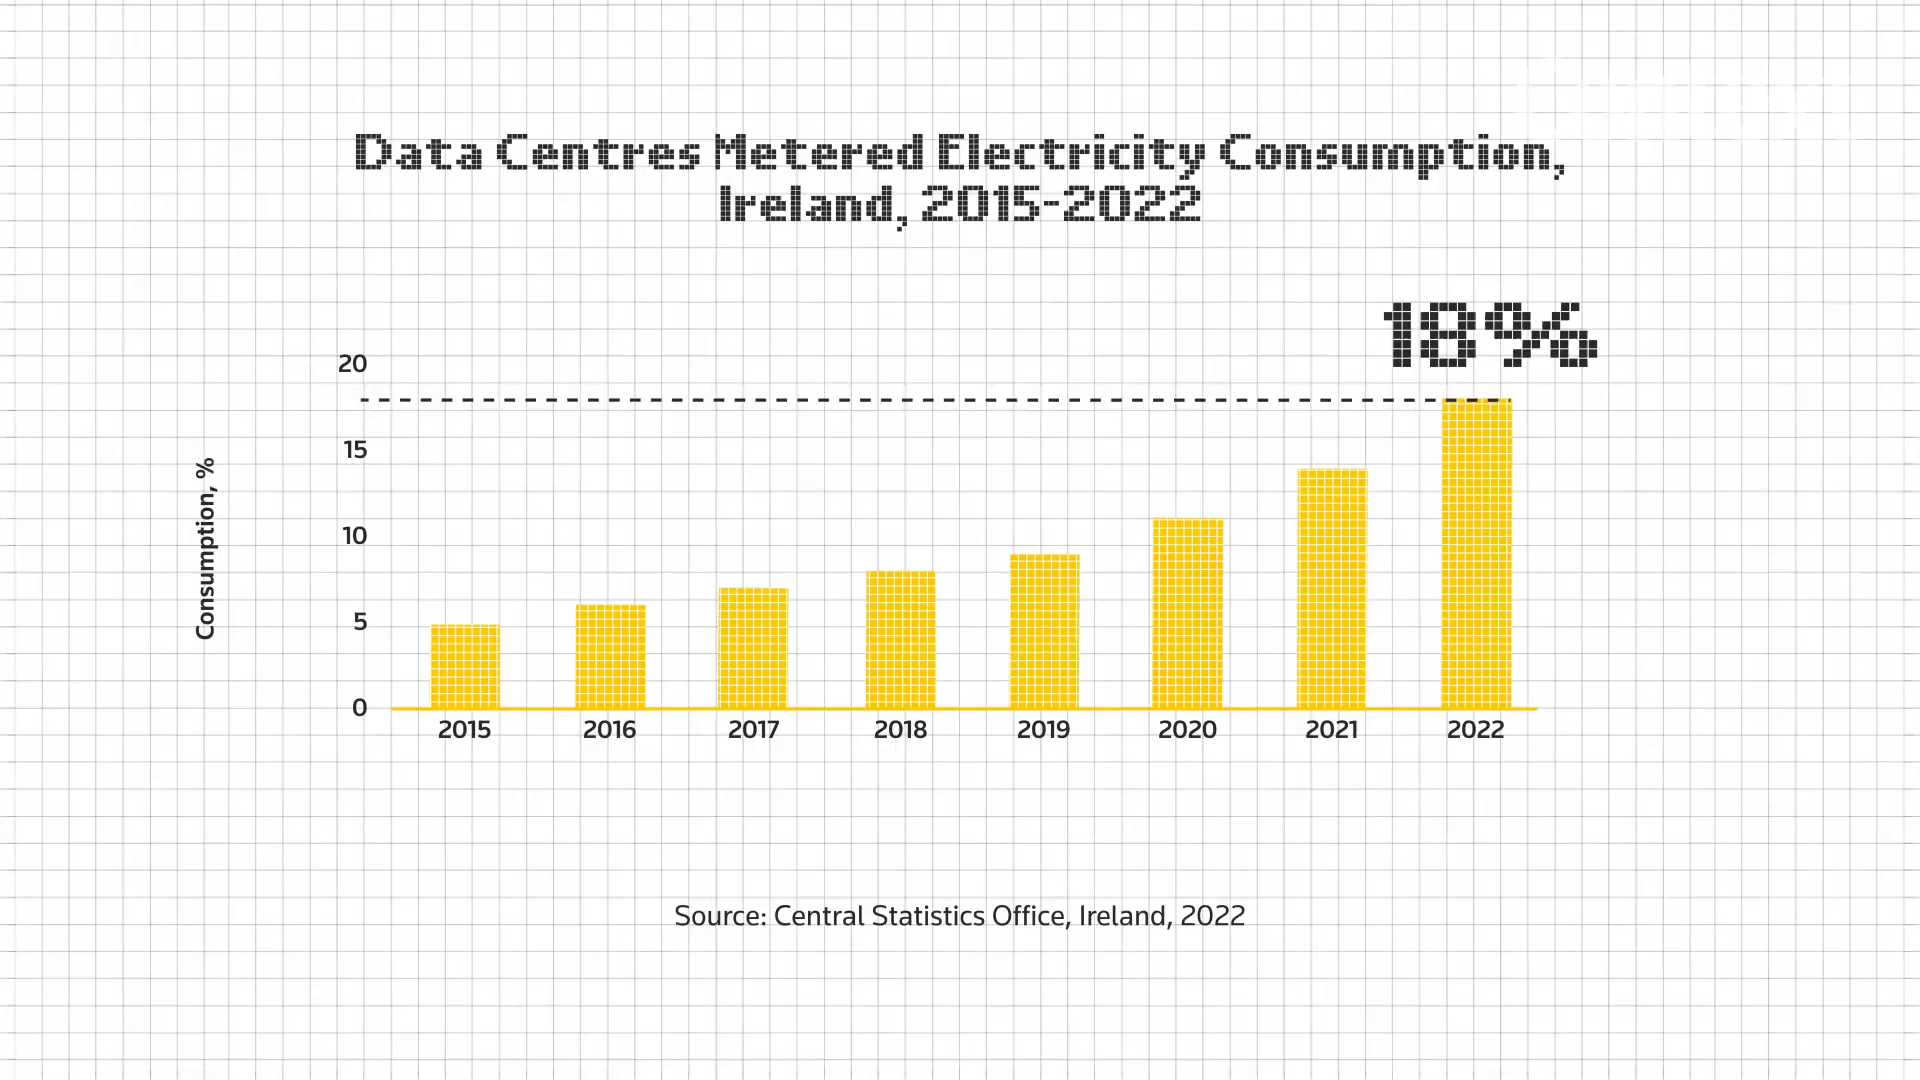 Data Centres Metered Electricity Consumption,
Ireland, 2015-2022
18%
20
15
10
5
0
Consumption, %
2015 2016 2017 2018 2019 2020 2021 2022
Source: Central Statistics Office, Ireland, 2022